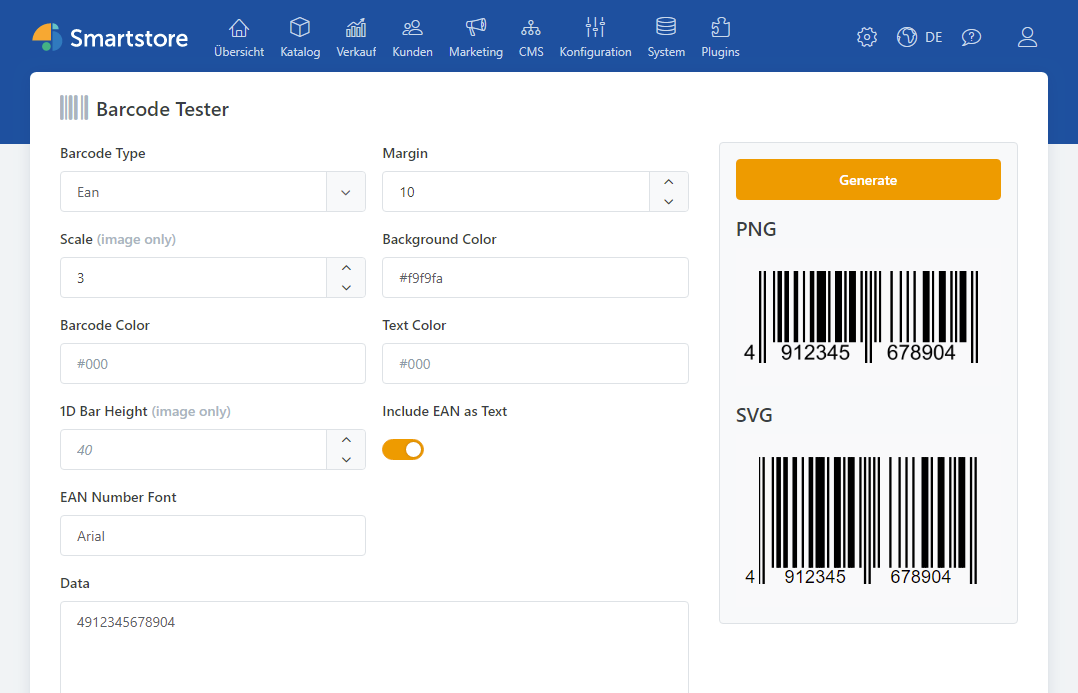 Smartstore
Übersicht Katalog Verkauf Kunden Marketing CMS Konfiguration System Plugins
DE
Barcode Tester
Barcode Type
Ean
Margin
10
Scale (image only)
3
Background Color
#f9f9fa
Barcode Color
#000
Text Color
#000
1D Bar Height (image only)
40
Include EAN as Text
EAN Number Font
Arial
Data
4912345678904
Generate
PNG
4 912345 678904
SVG
4 912345 678904